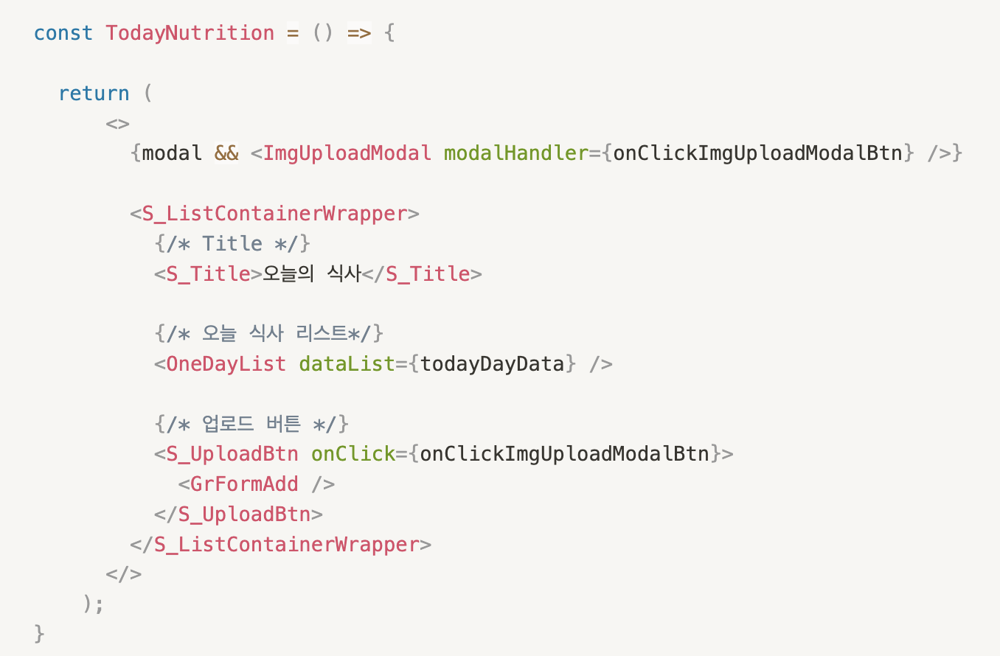 const TodayNutrition = () => {
return (
<>
{modal && <ImgUploadModal modalHandler={onClickImgUploadModalBtn} />}
<S_ListContainerWrapper>
{/* Title */}
<S_Title>오늘의 식사</S_Title>
{/* 오늘 식사 리스트*/}
<OneDayList dataList={todayDayData} />
{/* 업로드 버튼 */}
<S_UploadBtn onClick={onClickImgUploadModalBtn}>
<GrFormAdd />
</S_UploadBtn>
</S_ListContainerWrapper>
</>
);
}